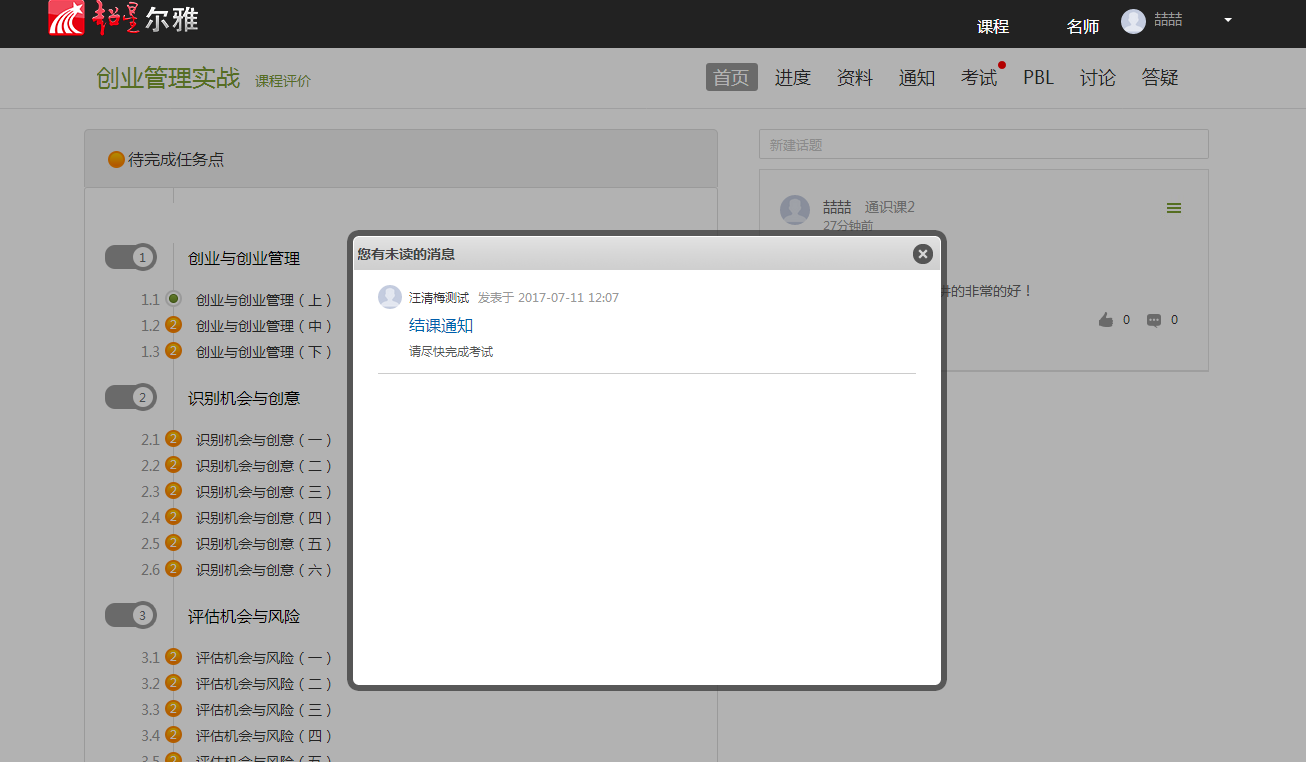 超星尔雅
课程
名师
喆喆
创业管理实战
课程评价
首页
进度
资料
通知
考试
PBL
讨论
答疑
待完成任务点
新建话题
喆喆 通识课2
27分钟前
讲的非常的好！
0
0
您有未读的消息
汪清梅测试 发表于 2017-07-11 12:07
结课通知
请尽快完成考试
1 创业与创业管理
1.1 创业与创业管理（上）
1.2 2 创业与创业管理（中）
1.3 2 创业与创业管理（下）
2 识别机会与创意
2.1 2 识别机会与创意（一）
2.2 2 识别机会与创意（二）
2.3 2 识别机会与创意（三）
2.4 2 识别机会与创意（四）
2.5 2 识别机会与创意（五）
2.6 2 识别机会与创意（六）
3 评估机会与风险
3.1 2 评估机会与风险（一）
3.2 2 评估机会与风险（二）
3.3 2 评估机会与风险（三）
3.4 2 评估机会与风险（四）
3.5 2 评估机会与风险（五）